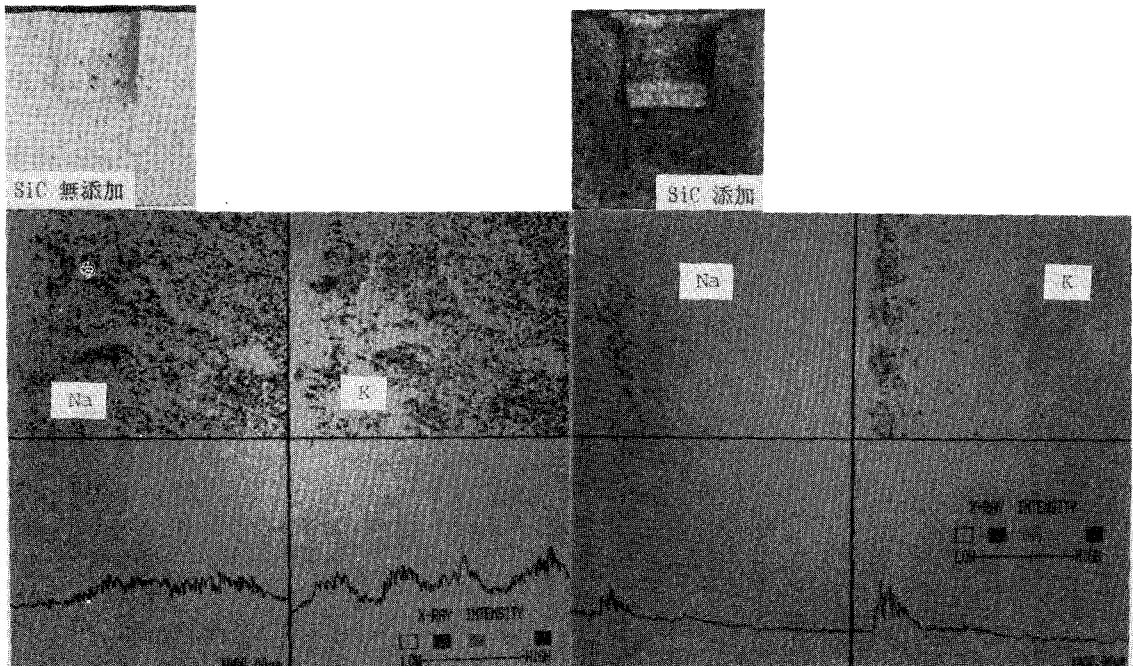 SiC 無添加
SiC 添加
Na
K
Na
K
X-RAY INTENSITY
LOW HIGH
X-RAY INTENSITY
LOW HIGH